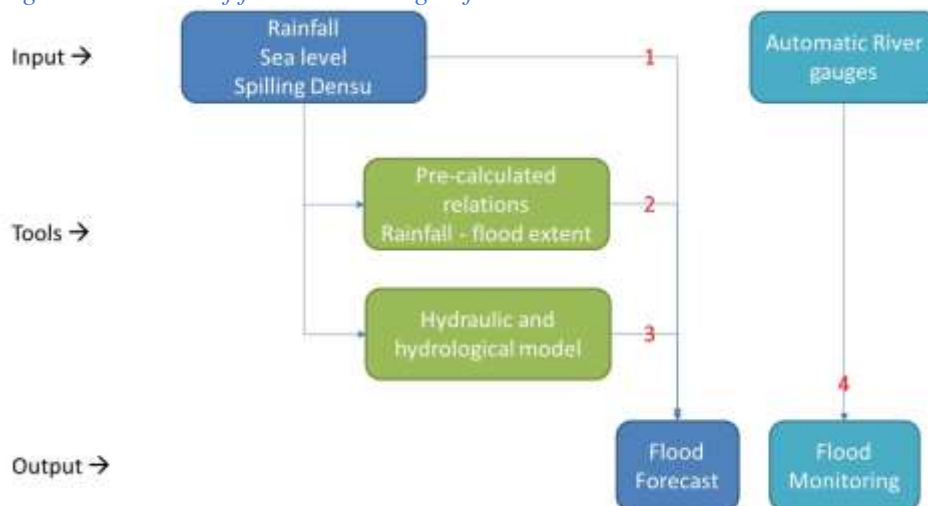 Input →
Rainfall
Sea level
Spilling Densu
1
Automatic River
gauges
Pre-calculated
relations
Rainfall - flood extent
2
Tools →
Hydraulic and
hydrological model
3
4
Output →
Flood
Forecast
Flood
Monitoring